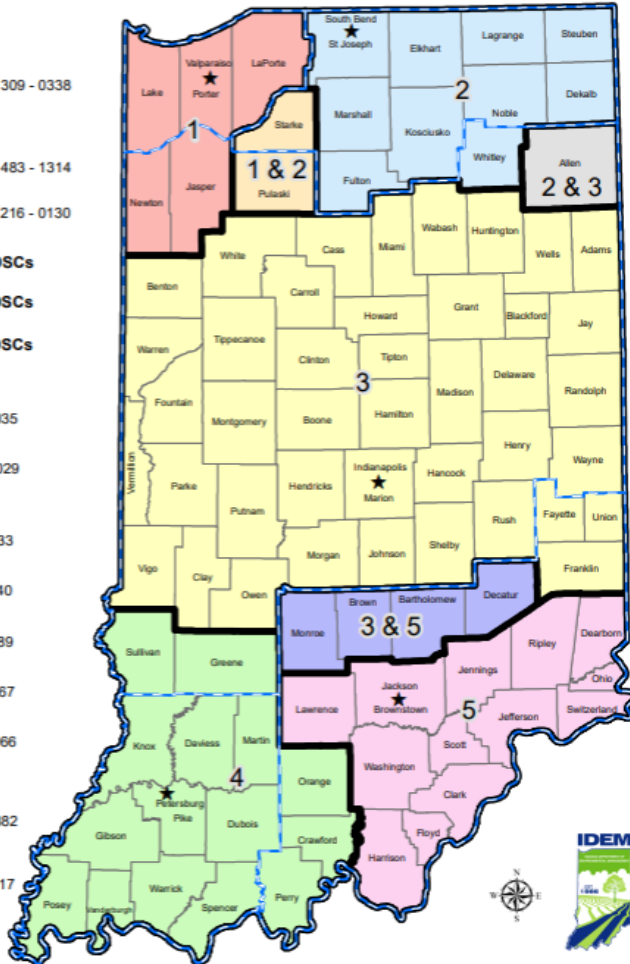 South Bend
St Joseph
Elkhart
Lagrange
Steuben
Valparaiso
Porter
LaPorte
Lake
309 - 0338
2
Dekalb
Marshall
Noble
Starke
1
Kosciusko
Whitley
Allen
483 - 1314
1 & 2
2 & 3
Fulton
Jasper
Pulaski
Newton
216 - 0130
Wabash
Huntington
White
Cass
Miami
Wells
Adams
OSCs
Benton
Carroll
OSCs
Grant
Howard
Blackford
Jay
Tippecanoe
OSCs
Warren
Clinton
Tipton
Delaware
3
Madison
Randolph
Fountain
Hamilton
035
Montgomery
Boone
Henry
Wayne
029
Vermillion
Indianapolis
Hancock
Parke
Hendricks
Marion
Putnam
Fayette
Union
Rush
33
Shelby
Morgan
Johnson
Vigo
Franklin
Clay
40
Owen
Decatur
Brown
Bartholomew
3 & 5
Monroe
Dearborn
39
Sullivan
Ripley
Greene
Jennings
Ohio
67
Jackson
Lawrence
Brownstown
5
Switzerland
Jefferson
66
Knox
Daviess
Martin
Scott
Washington
4
Orange
Petersburg
Clark
Pike
482
Dubois
Gibson
Floyd
Crawford
IDEM
Harrison
17
Warrick
Perry
Posey
Vanderburgh
Spencer
N
W E
S
1986